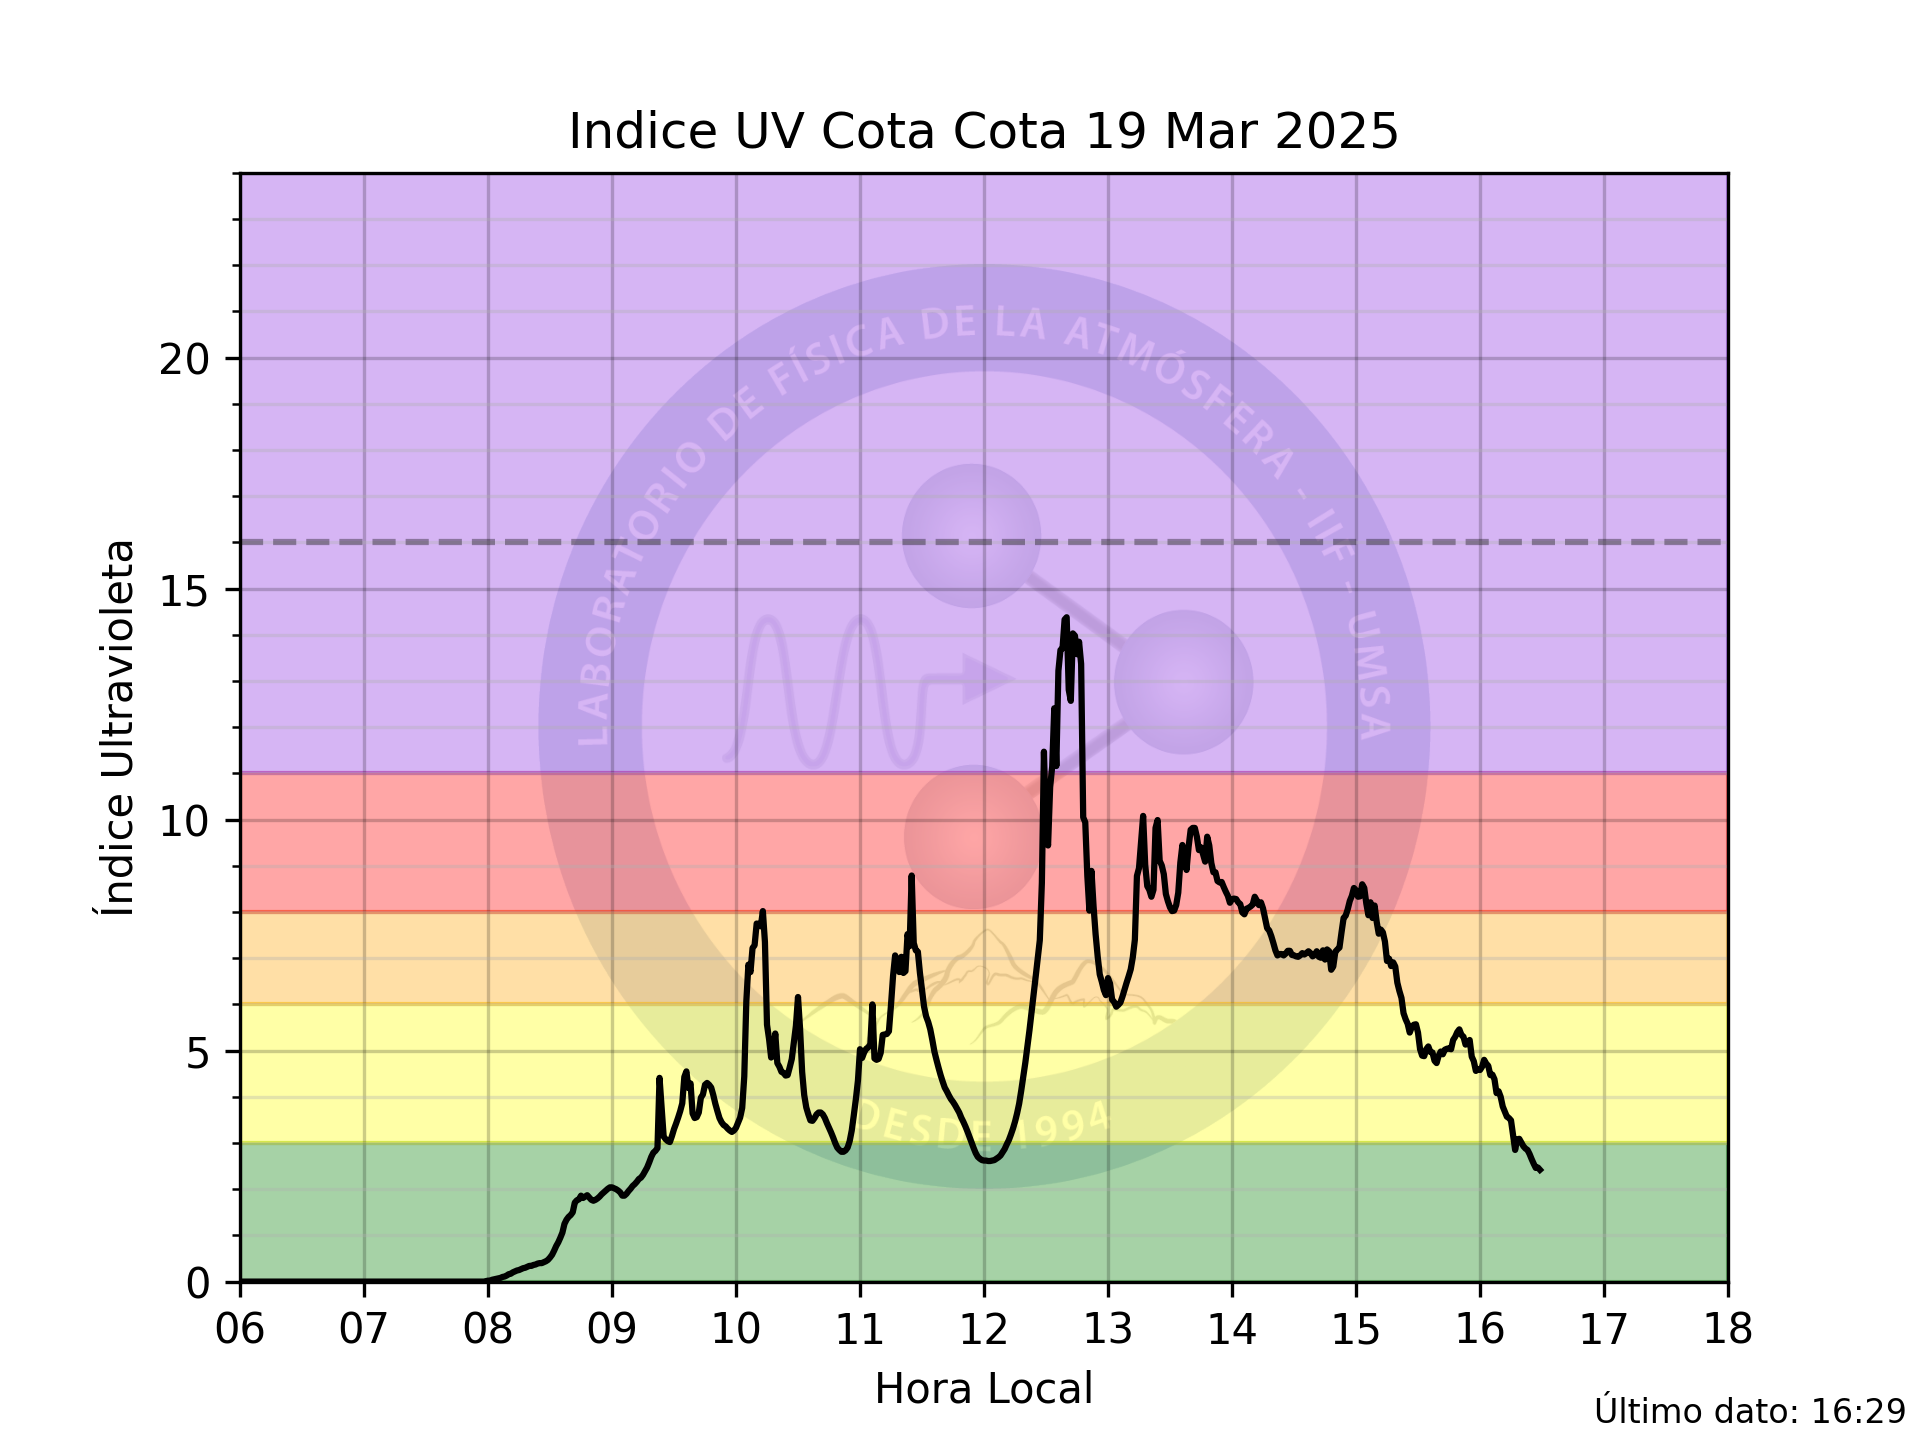 Indice UV Cota Cota 19 Mar 2025
LABORATORIO DE FÍSICA DE LA ATMÓSFERA - IIF - UMSA
DESDE 1994
Índice Ultravioleta
20
15
10
5
0
06 07 08 09 10 11 12 13 14 15 16 17 18
Hora Local
Último dato: 16:29